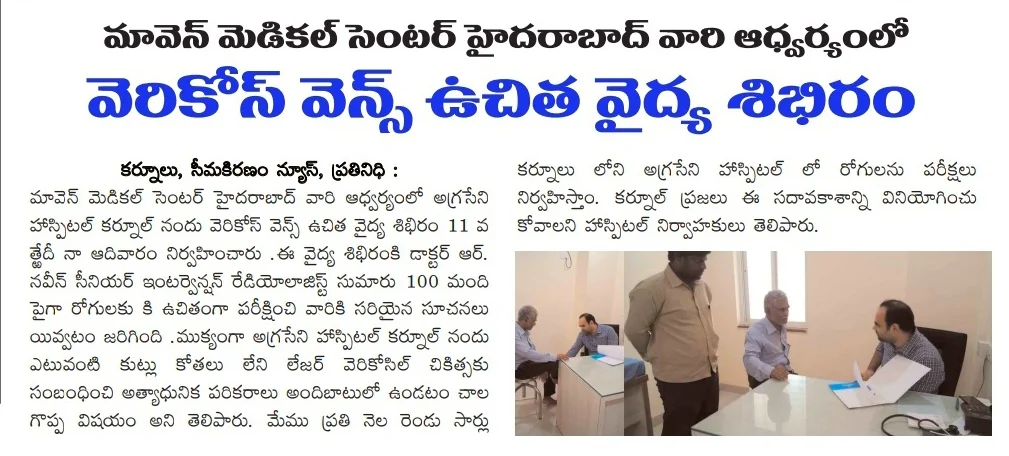 మావెన్ మెడికల్ సెంటర్ హైదరాబాద్ వారి ఆధ్వర్యంలో
వెరికోస్ వెన్స్ ఉచిత వైద్య శిభిరం
కర్నూలు, సీమకిరణం న్యూస్, ప్రతినిధి :
మావెన్ మెడికల్ సెంటర్ హైదరాబాద్ వారి ఆధ్వర్యంలో అగ్రసేని
హాస్పిటల్ కర్నూల్ నందు వెరికోస్ వెన్స్ ఉచిత వైద్య శిభిరం 11 వ
త్తేదీ నా ఆదివారం నిర్వహించారు .ఈ వైద్య శిభిరంకి డాక్టర్ ఆర్.
నవీన్ సీనియర్ ఇంటర్వెన్షన్ రేడియోలాజిస్ట్ సుమారు 100 మంది
పైగా రోగులకు కి ఉచితంగా పరీక్షించి వారికి సరియైన సూచనలు
యివ్వటం జరిగింది .ముక్యంగా అగ్రసేని హాస్పిటల్ కర్నూల్ నందు
ఎటువంటి కుట్లు కోతలు లేని లేజర్ వెరికోసిల్ చికిత్సకు
సంబంధించి అత్యాధునిక పరికరాలు అందిబాటులో ఉండటం చాల
గొప్ప విషయం అని తెలిపారు. మేము ప్రతి నెల రెండు సార్లు
కర్నూలు లోని అగ్రసేని హాస్పిటల్ లో రోగులను పరీక్షలు
నిర్వహిస్తాం. కర్నూల్ ప్రజలు ఈ సదావకాశాన్ని వినియోగించు
కోవాలని హాస్పిటల్ నిర్వాహకులు తెలిపారు.